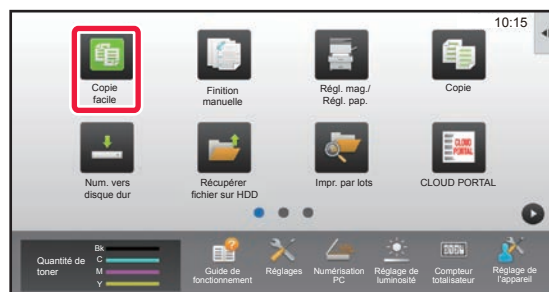 10:15
Copie
facile
Finition
manuelle
Régl. mag./
Régl. pap.
Copie
Num. vers
disque dur
Récupérer
fichier sur HDD
Impr. par lots
CLOUD
PORTAL
CLOUD PORTAL
Quantité de
toner
Bk
C
M
Y
Guide de
fonctionnement
Réglages
Numérisation
PC
Réglage de
luminosité
Compteur
totalisateur
Réglage de
l'appareil